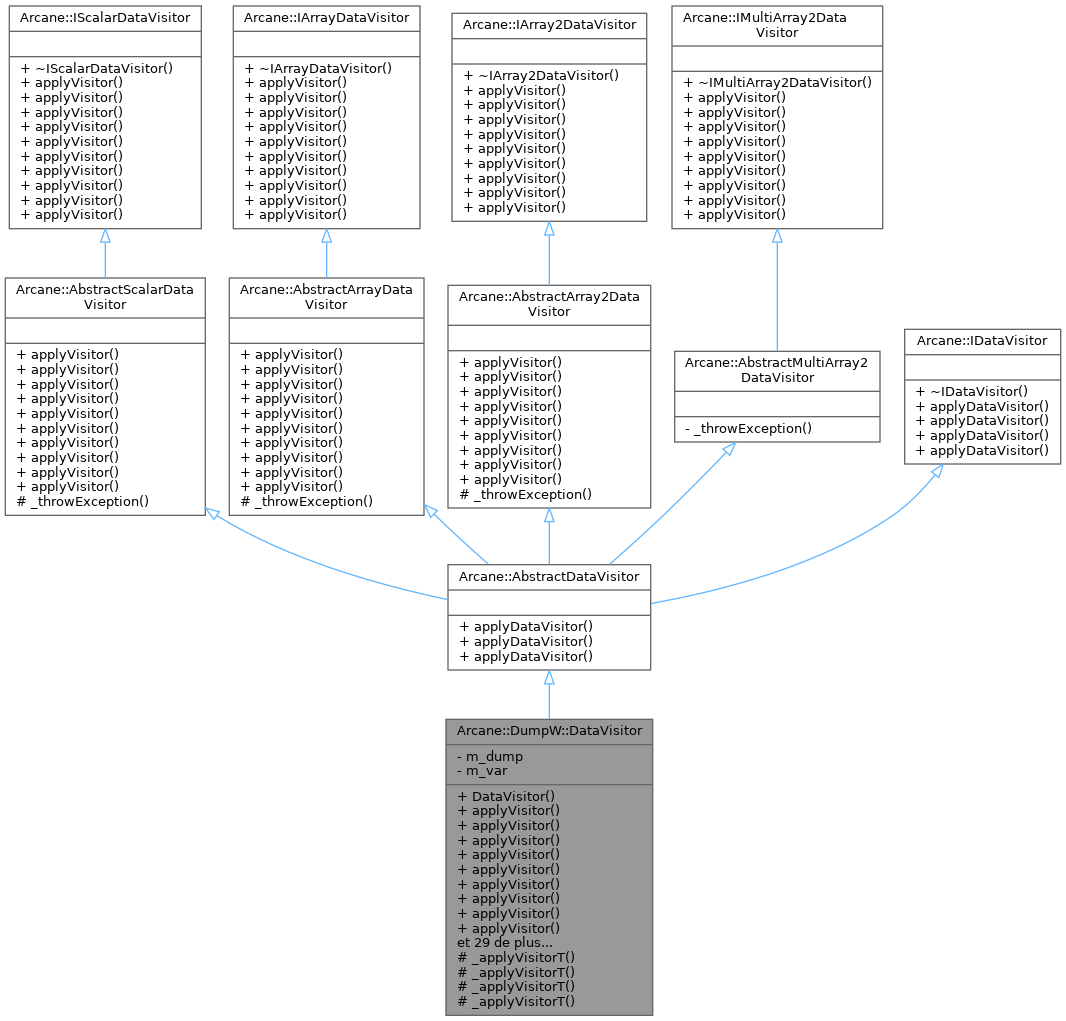 Arcane::IScalarDataVisitor
+ ~IScalarDataVisitor()
+ applyVisitor()
+ applyVisitor()
+ applyVisitor()
+ applyVisitor()
+ applyVisitor()
+ applyVisitor()
+ applyVisitor()
+ applyVisitor()
+ applyVisitor()
+ applyVisitor()
Arcane::IArrayDataVisitor
+ ~IArrayDataVisitor()
+ applyVisitor()
+ applyVisitor()
+ applyVisitor()
+ applyVisitor()
+ applyVisitor()
+ applyVisitor()
+ applyVisitor()
+ applyVisitor()
+ applyVisitor()
+ applyVisitor()
Arcane::IArray2DataVisitor
+ ~IArray2DataVisitor()
+ applyVisitor()
+ applyVisitor()
+ applyVisitor()
+ applyVisitor()
+ applyVisitor()
+ applyVisitor()
+ applyVisitor()
+ applyVisitor()
+ applyVisitor()
Arcane::IMultiArray2Data
Visitor
+ ~IMultiArray2DataVisitor()
+ applyVisitor()
+ applyVisitor()
+ applyVisitor()
+ applyVisitor()
+ applyVisitor()
+ applyVisitor()
+ applyVisitor()
+ applyVisitor()
+ applyVisitor()
Arcane::AbstractScalarData
Visitor
+ applyVisitor()
+ applyVisitor()
+ applyVisitor()
+ applyVisitor()
+ applyVisitor()
+ applyVisitor()
+ applyVisitor()
+ applyVisitor()
+ applyVisitor()
+ applyVisitor()
# _throwException()
Arcane::AbstractArrayData
Visitor
+ applyVisitor()
+ applyVisitor()
+ applyVisitor()
+ applyVisitor()
+ applyVisitor()
+ applyVisitor()
+ applyVisitor()
+ applyVisitor()
+ applyVisitor()
+ applyVisitor()
# _throwException()
Arcane::AbstractArray2Data
Visitor
+ applyVisitor()
+ applyVisitor()
+ applyVisitor()
+ applyVisitor()
+ applyVisitor()
+ applyVisitor()
+ applyVisitor()
+ applyVisitor()
+ applyVisitor()
# _throwException()
Arcane::AbstractMultiArray2
DataVisitor
- _throwException()
Arcane::IDataVisitor
+ ~IDataVisitor()
+ applyDataVisitor()
+ applyDataVisitor()
+ applyDataVisitor()
+ applyDataVisitor()
Arcane::AbstractDataVisitor
+ applyDataVisitor()
+ applyDataVisitor()
+ applyDataVisitor()
Arcane::DumpW::DataVisitor
- m_dump
- m_var
+ DataVisitor()
+ applyVisitor()
+ applyVisitor()
+ applyVisitor()
+ applyVisitor()
+ applyVisitor()
+ applyVisitor()
+ applyVisitor()
+ applyVisitor()
+ applyVisitor()
et 29 de plus...
# _applyVisitorT()
# _applyVisitorT()
# _applyVisitorT()
# _applyVisitorT()